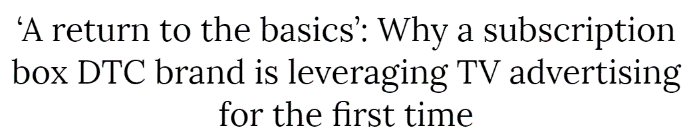 ‘A return to the basics’: Why a subscription
box DTC brand is leveraging TV advertising
for the first time